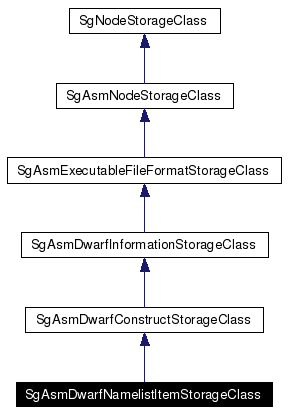 SgNodeStorageClass
SgAsmNodeStorageClass
SgAsmExecutableFileFormatStorageClass
SgAsmDwarfInformationStorageClass
SgAsmDwarfConstructStorageClass
SgAsmDwarfNamelistItemStorageClass